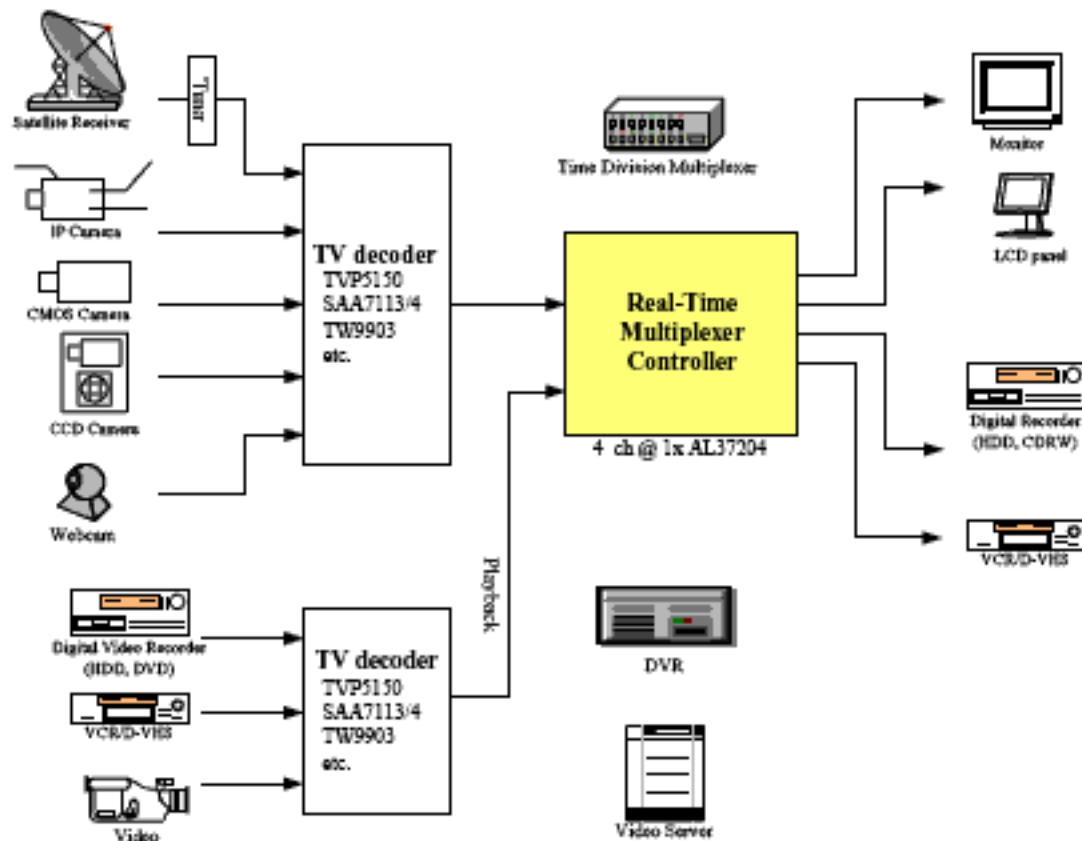 Satellite Receiver
Tuner
IP Camera
CMOS Camera
CCD Camera
Webcam
TV decoder
TVP5150
SAA7113/4
TW9903
etc.
Time Division Multiplexer
Real-Time
Multiplexer
Controller
4 ch @ 1x AL37204
Monitor
LCD panel
Digital Recorder
(HDD, CDRW)
VCR/D-VHS
Digital Video Recorder
(HDD, DVD)
VCR/D-VHS
Video
TV decoder
TVP5150
SAA7113/4
TW9903
etc.
Playback
DVR
Video Server